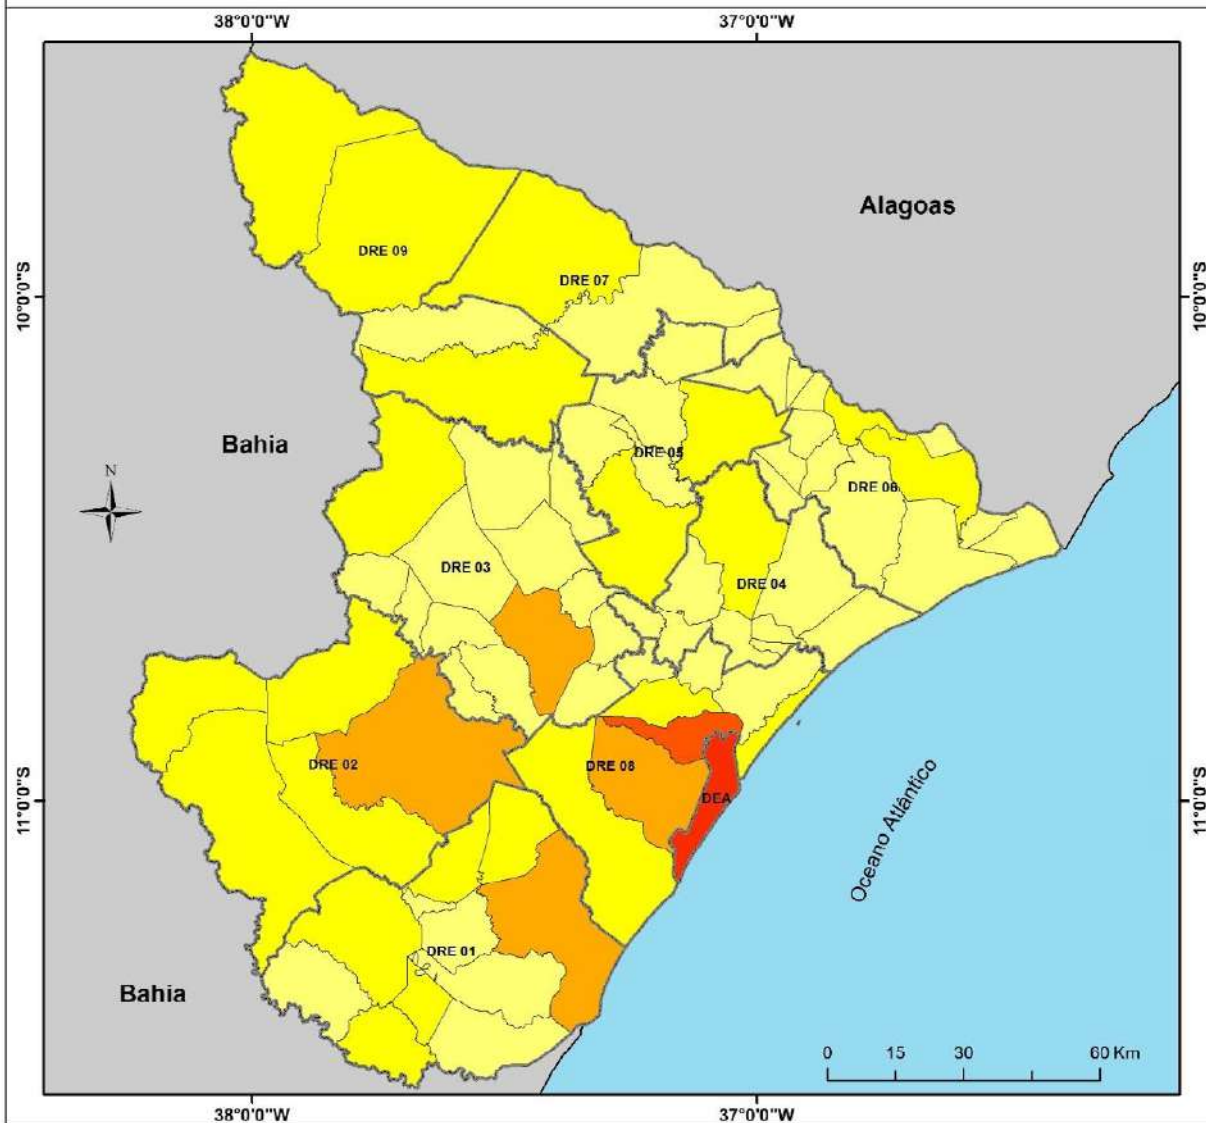 38°0'0"W
37°0'0"W
Alagoas
DRE 09
DRE 07
10°0'0"S
10°0'0"S
Bahia
DRE 05
N
DRE 06
DRE 03
DRE 04
DRE 02
DRE 08
DEA
11°0'0"S
11°0'0"S
Oceano Atlântico
DRE 01
Bahia
0 15 30 60 Km
38°0'0"W
37°0'0"W